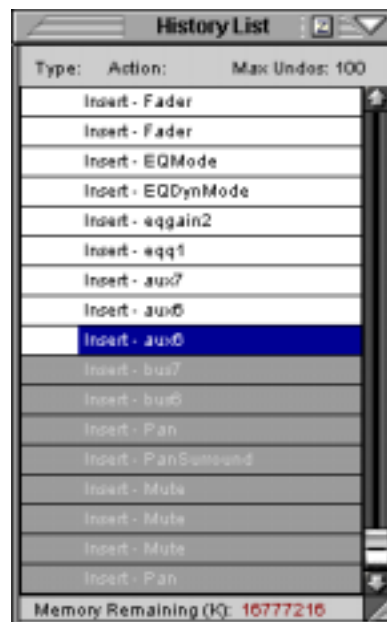 History List
Type: Action: Max Undos: 100
Insert - Fader
Insert - Fader
Insert - EQMode
Insert - EQDynMode
Insert - eqgain2
Insert - eqq1
Insert - aux7
Insert - aux6
Insert - aux6
Insert - bus7
Insert - bus6
Insert - Pan
Insert - PanSurround
Insert - Mute
Insert - Mute
Insert - Mute
Insert - Pan
Memory Remaining (K): 16777216